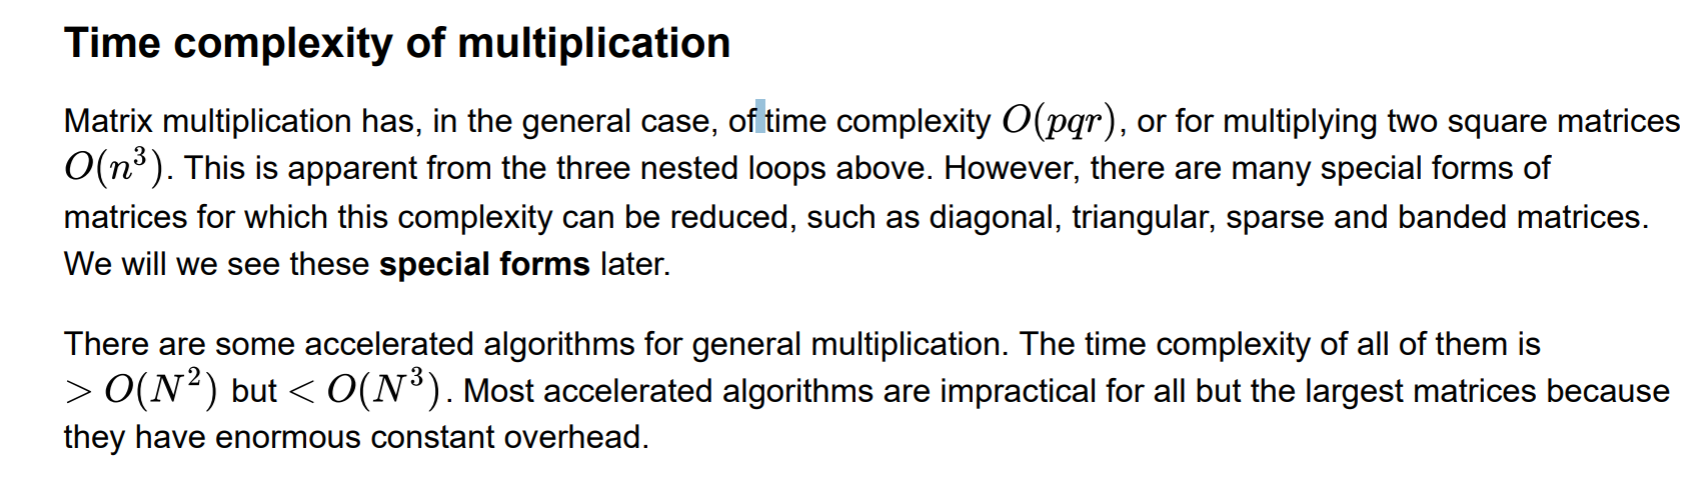 Time complexity of multiplication
Matrix multiplication has, in the general case, of time complexity O(pqr), or for multiplying two square matrices
O(n³). This is apparent from the three nested loops above. However, there are many special forms of
matrices for which this complexity can be reduced, such as diagonal, triangular, sparse and banded matrices.
We will we see these special forms later.
There are some accelerated algorithms for general multiplication. The time complexity of all of them is
> O(N²) but < O(N³). Most accelerated algorithms are impractical for all but the largest matrices because
they have enormous constant overhead.